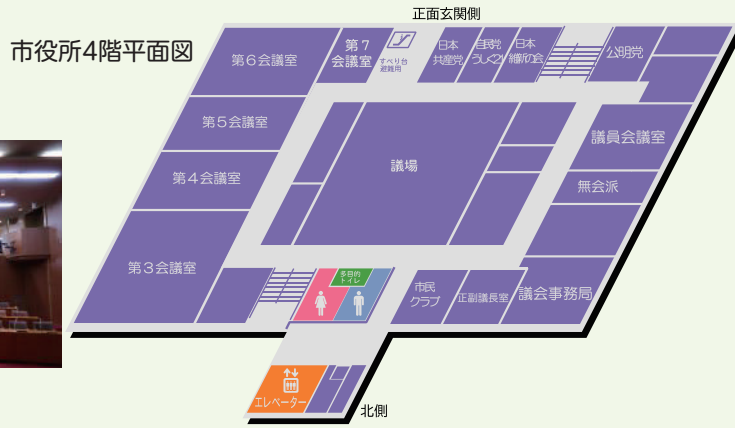 正面玄関側
市役所4階平面図
第6会議室
第7
会議室
すべり台
避難用
日本
共産党
自民党
うしく21
日本
維新の会
公明党
第5会議室
議場
議員会議室
第4会議室
無会派
第3会議室
多目的
トイレ
市民
クラブ
正副議長室
議会事務局
エレベーター
北側